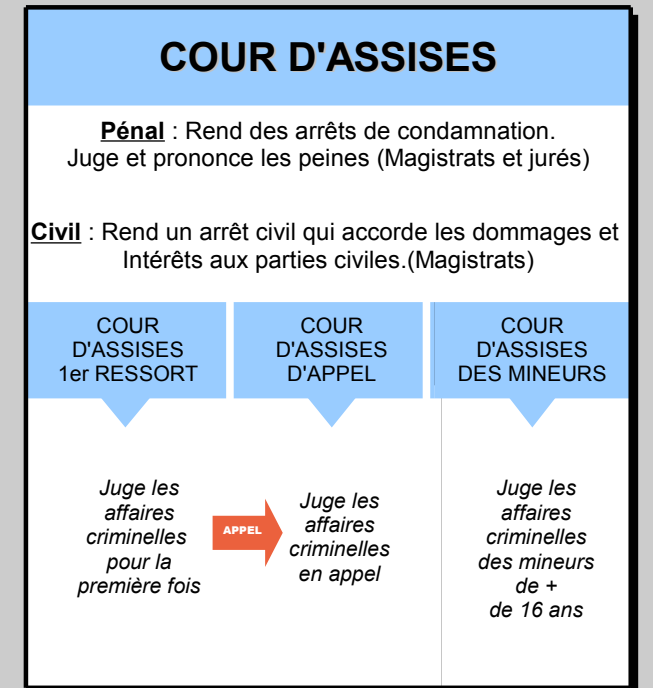 COUR D'ASSISES
Pénal : Rend des arrêts de condamnation.
Juge et prononce les peines (Magistrats et jurés)
Civil : Rend un arrêt civil qui accorde les dommages et
Intérêts aux parties civiles.(Magistrats)
COUR
D'ASSISES
1er RESSORT
COUR
D'ASSISES
D'APPEL
COUR
D'ASSISES
DES MINEURS
Juge les
affaires
criminelles
pour la
première fois
APPEL
Juge les
affaires
criminelles
en appel
Juge les
affaires
criminelles
des mineurs
de +
de 16 ans